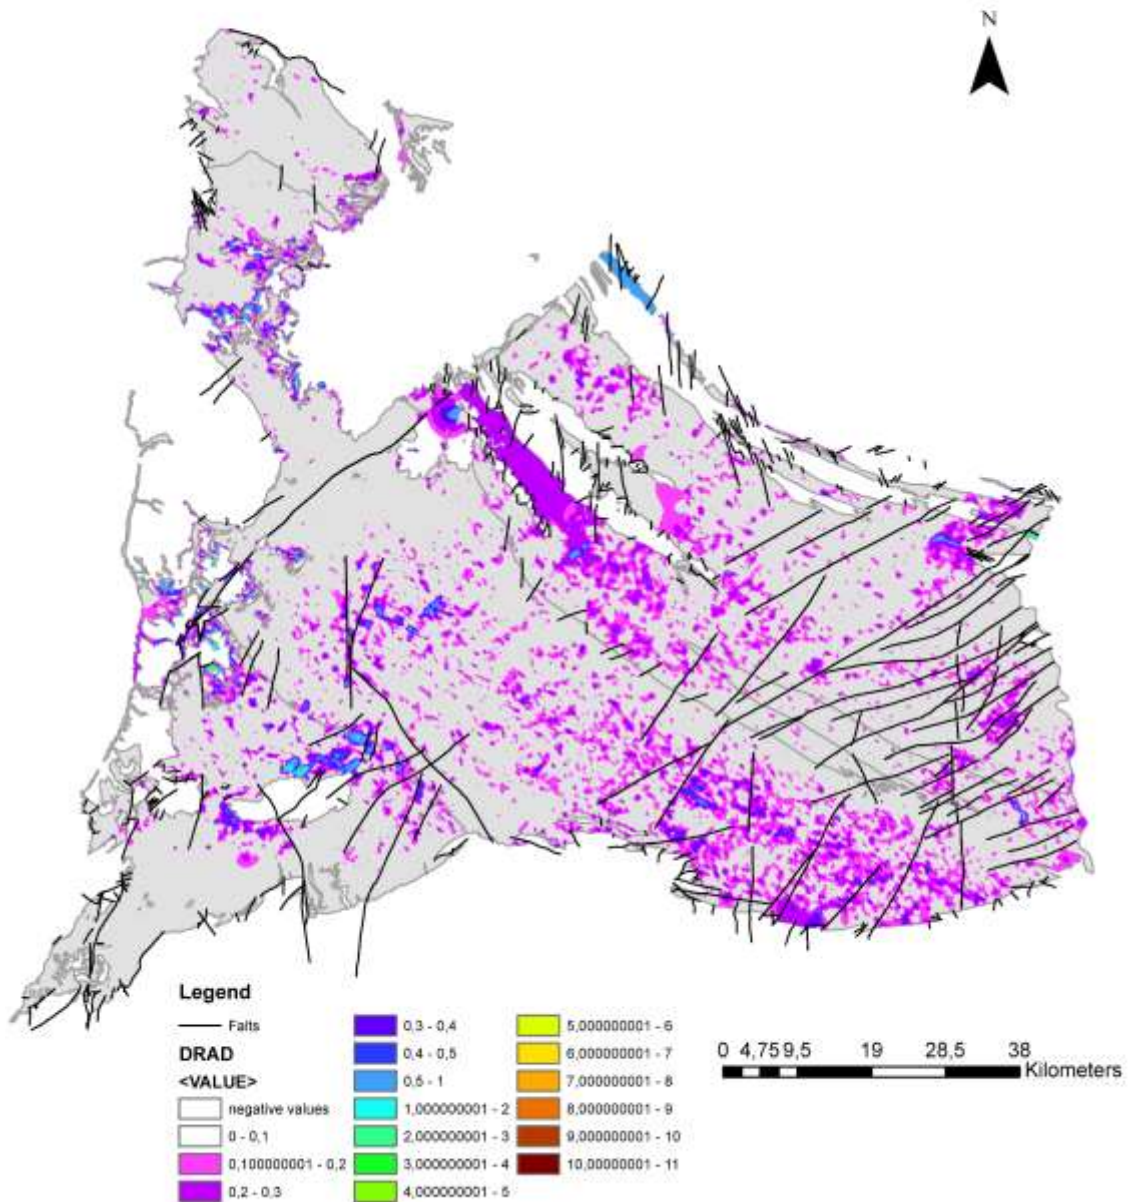 N
Legend
Falts
DRAD
<VALUE>
negative values
0 - 0,1
0,100000001 - 0,2
0,2 - 0,3
0,3 - 0,4
0,4 - 0,5
0,5 - 1
1,000000001 - 2
2,000000001 - 3
3,000000001 - 4
4,000000001 - 5
5,000000001 - 6
6,000000001 - 7
7,000000001 - 8
8,000000001 - 9
9,000000001 - 10
10,00000001 - 11
0 4,75 9,5 19 28,5 38
Kilometers